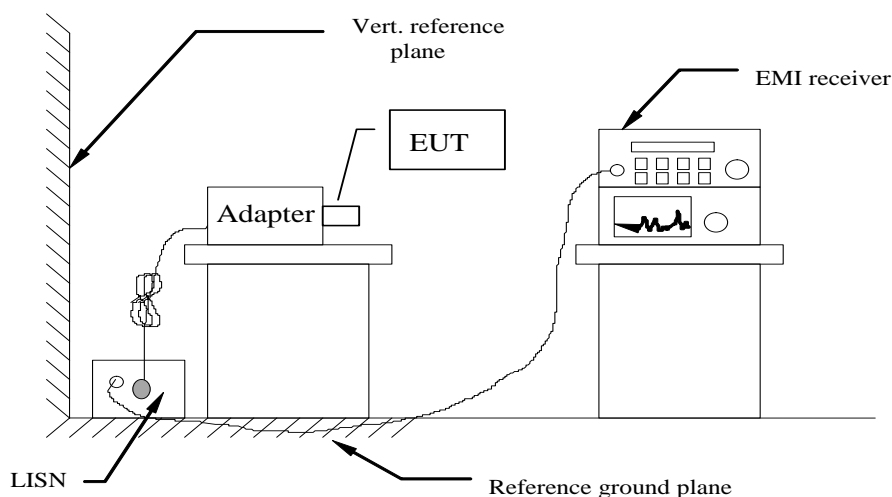 Vert. reference
plane
EMI receiver
EUT
Adapter
LISN
Reference ground plane